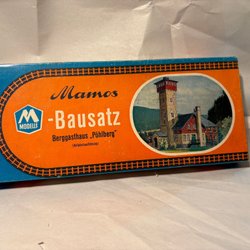 Mamos
M
MODELLE
-Bausatz
Berggasthaus „Pöhlberg"